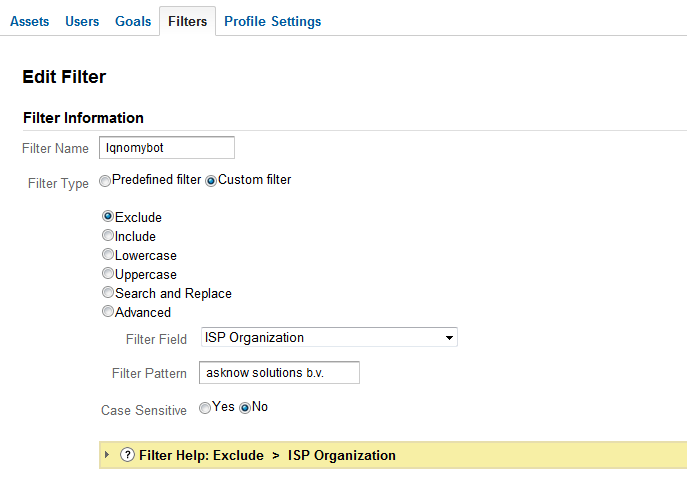 Assets Users Goals Filters Profile Settings
Edit Filter
Filter Information
Filter Name Iqnomybot
Filter Type Predefined filter Custom filter
Exclude
Include
Lowercase
Uppercase
Search and Replace
Advanced
Filter Field ISP Organization
Filter Pattern asknow solutions b.v.
Case Sensitive Yes No
? Filter Help: Exclude > ISP Organization